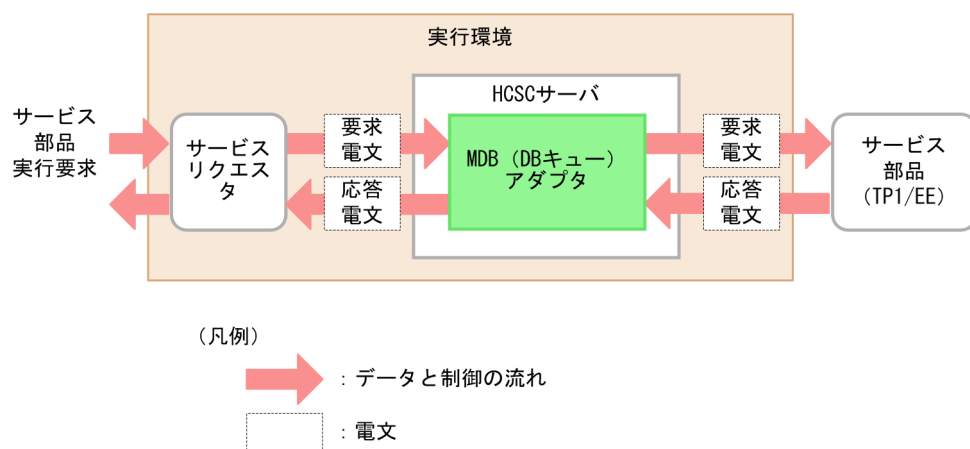 実行環境
HCSCサーバ
サービス
部品
実行要求
サービス
リクエス
タ
要求
電文
応答
電文
MDB（DBキュー）
アダプタ
要求
電文
応答
電文
サービス
部品
(TP1/EE)
（凡例）
：データと制御の流れ
：電文